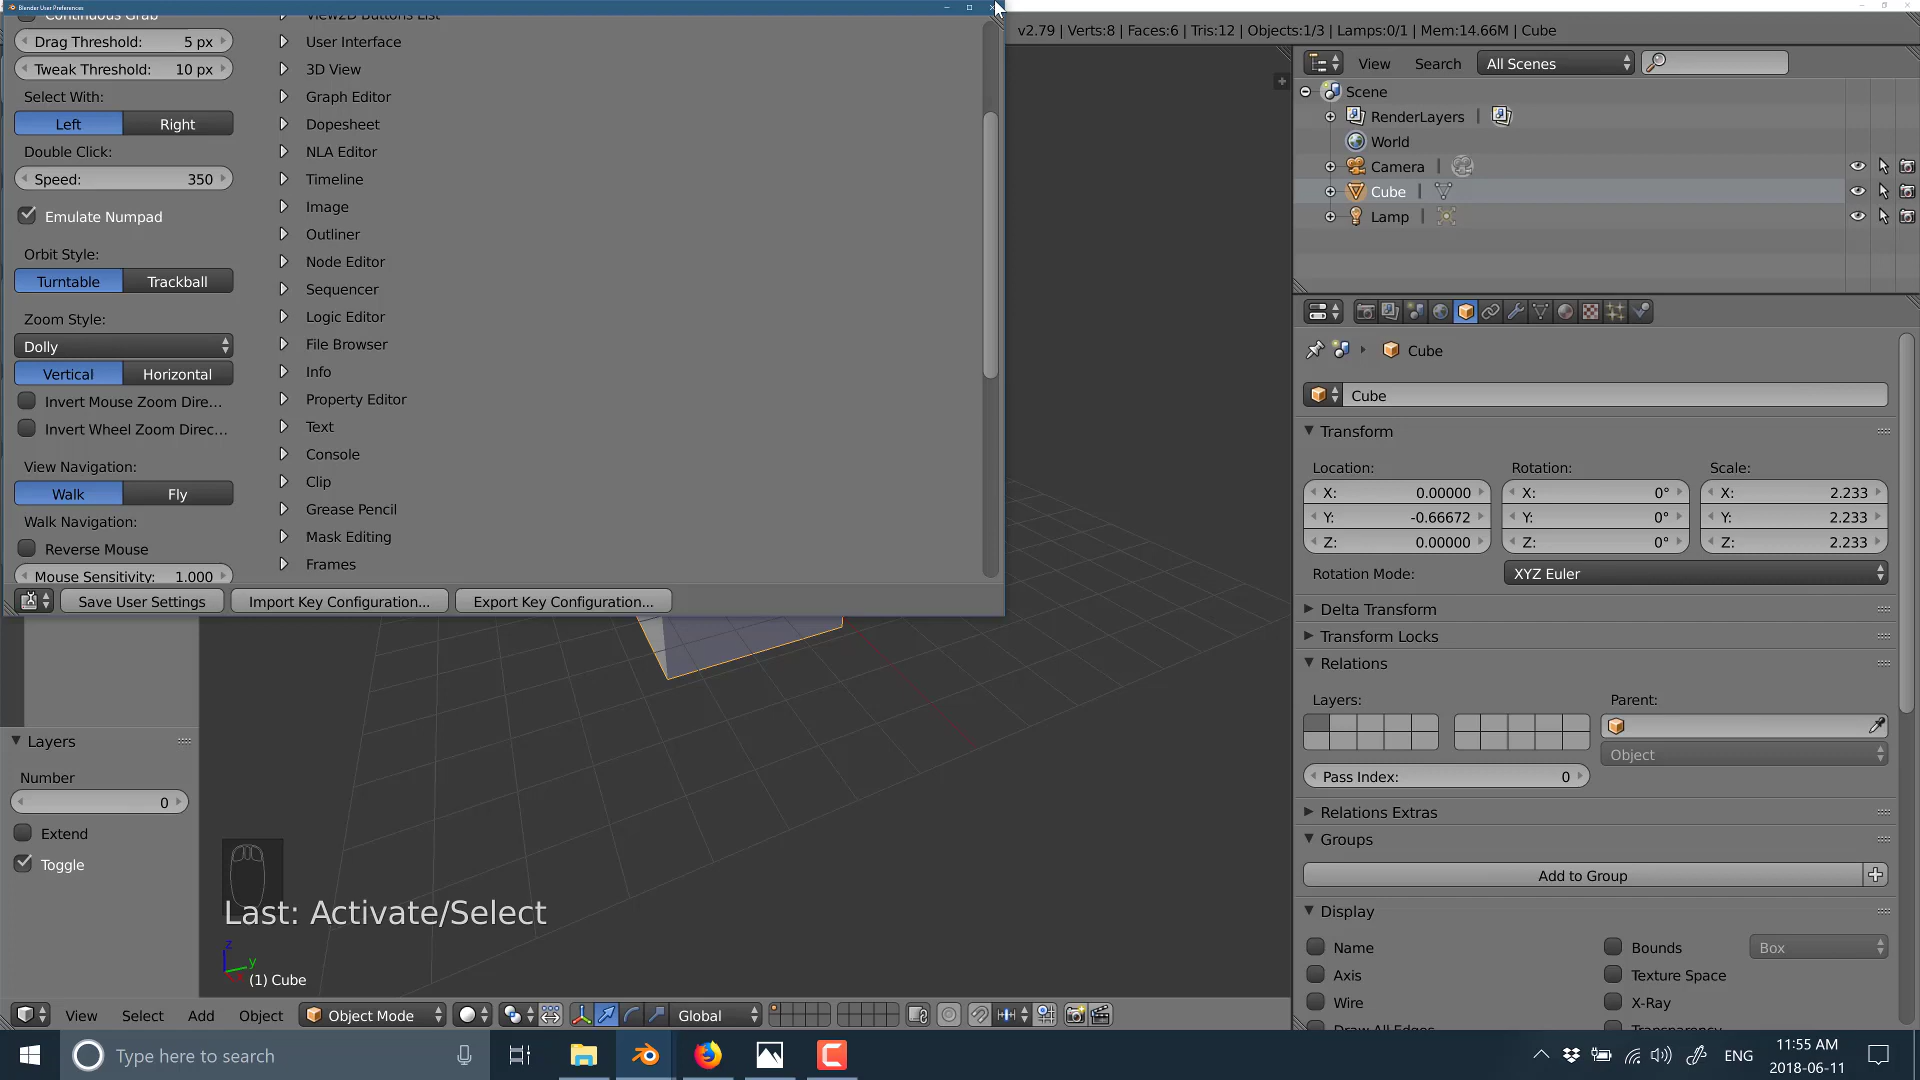 Blender User Preferences
Continuous Grab
View2D Buttons List
Drag Threshold: 5 px
User Interface
Tweak Threshold: 10 px
3D View
Select With:
Graph Editor
Left Right
Dopesheet
Double Click:
NLA Editor
Speed: 350
Timeline
Emulate Numpad
Image
Outliner
Orbit Style:
Node Editor
Turntable Trackball
Sequencer
Zoom Style:
Logic Editor
Dolly
File Browser
Vertical Horizontal
Info
Invert Mouse Zoom Dire...
Property Editor
Invert Wheel Zoom Direc...
Text
View Navigation:
Console
Walk Fly
Clip
Walk Navigation:
Grease Pencil
Reverse Mouse
Mask Editing
Mouse Sensitivity: 1.000
Frames
Save User Settings Import Key Configuration... Export Key Configuration...
v2.79 | Verts:8 | Faces:6 | Tris:12 | Objects:1/3 | Lamps:0/1 | Mem:14.66M | Cube
View Search All Scenes
Scene
RenderLayers
World
Camera
Cube
Lamp
Cube
Cube
Transform
Location: Rotation: Scale:
X: 0.00000 X: 0° X: 2.233
Y: -0.66672 Y: 0° Y: 2.233
Z: 0.00000 Z: 0° Z: 2.233
Rotation Mode: XYZ Euler
Delta Transform
Transform Locks
Relations
Layers: Parent:
Object
Pass Index: 0
Relations Extras
Groups
Add to Group
Display
Name Bounds Box
Axis Texture Space
Wire X-Ray
Draw All Edges Transparency
Layers
Number
0
Extend
Toggle
Last: Activate/Select
z
y
(1) Cube
View Select Add Object Object Mode Global
Type here to search
ENG
11:55 AM
2018-06-11